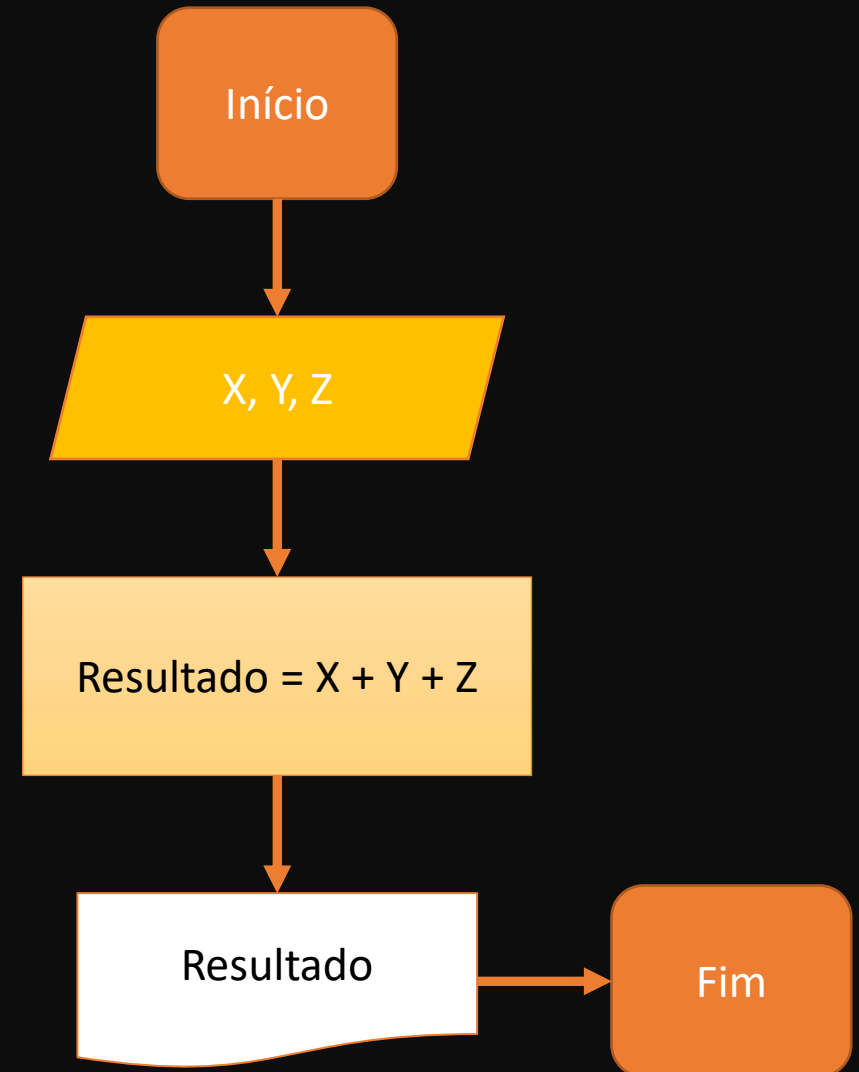 Início
X, Y, Z
Resultado = X + Y + Z
Resultado
Fim